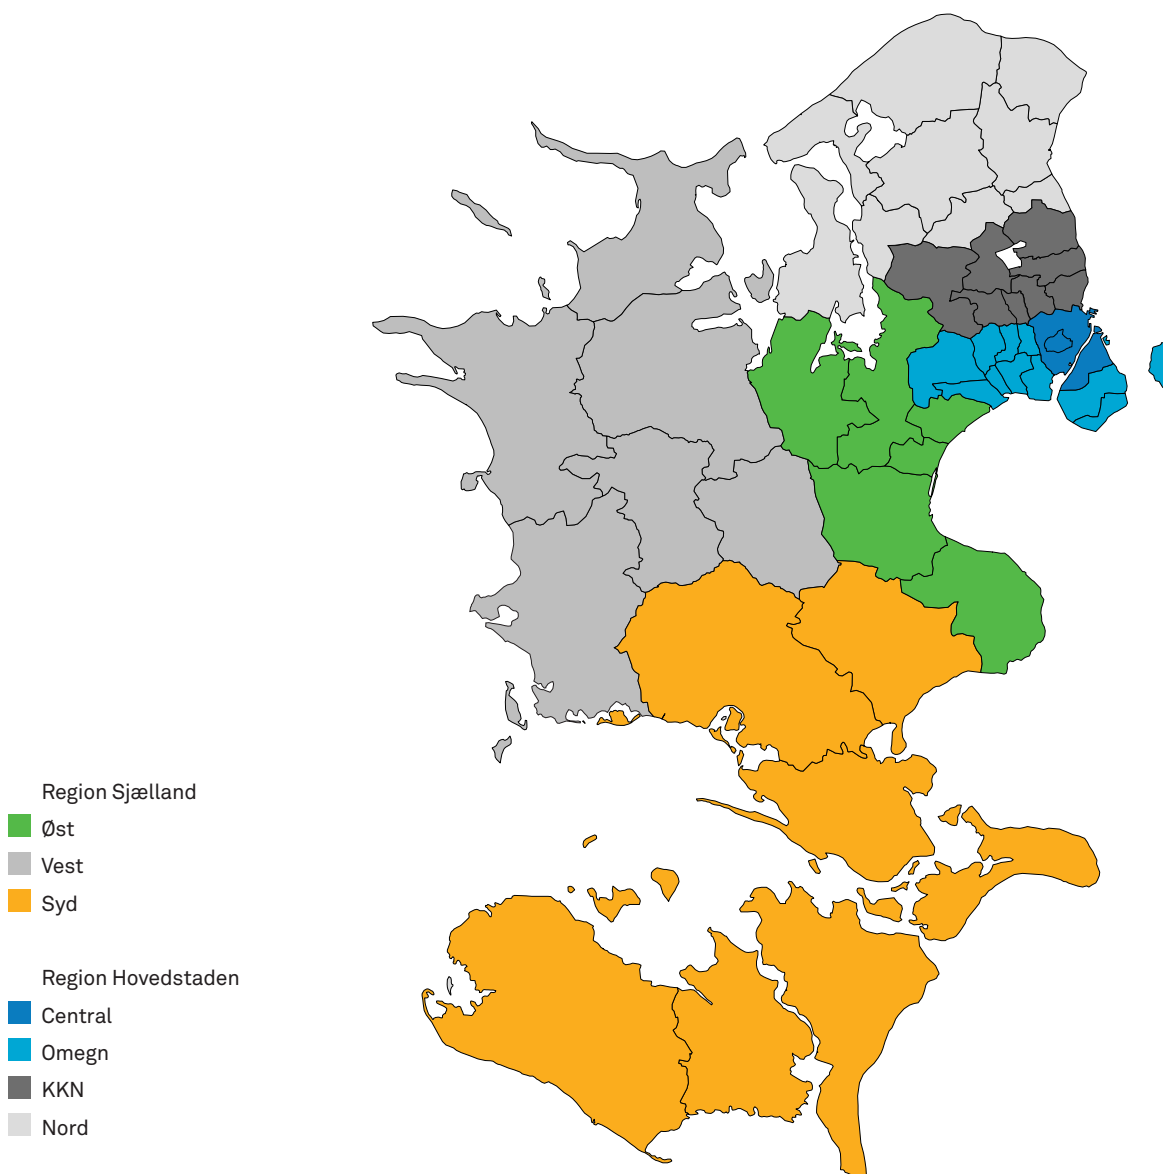 Region Sjælland
Øst
Vest
Syd
Region Hovedstaden
Central
Omegn
KKN
Nord